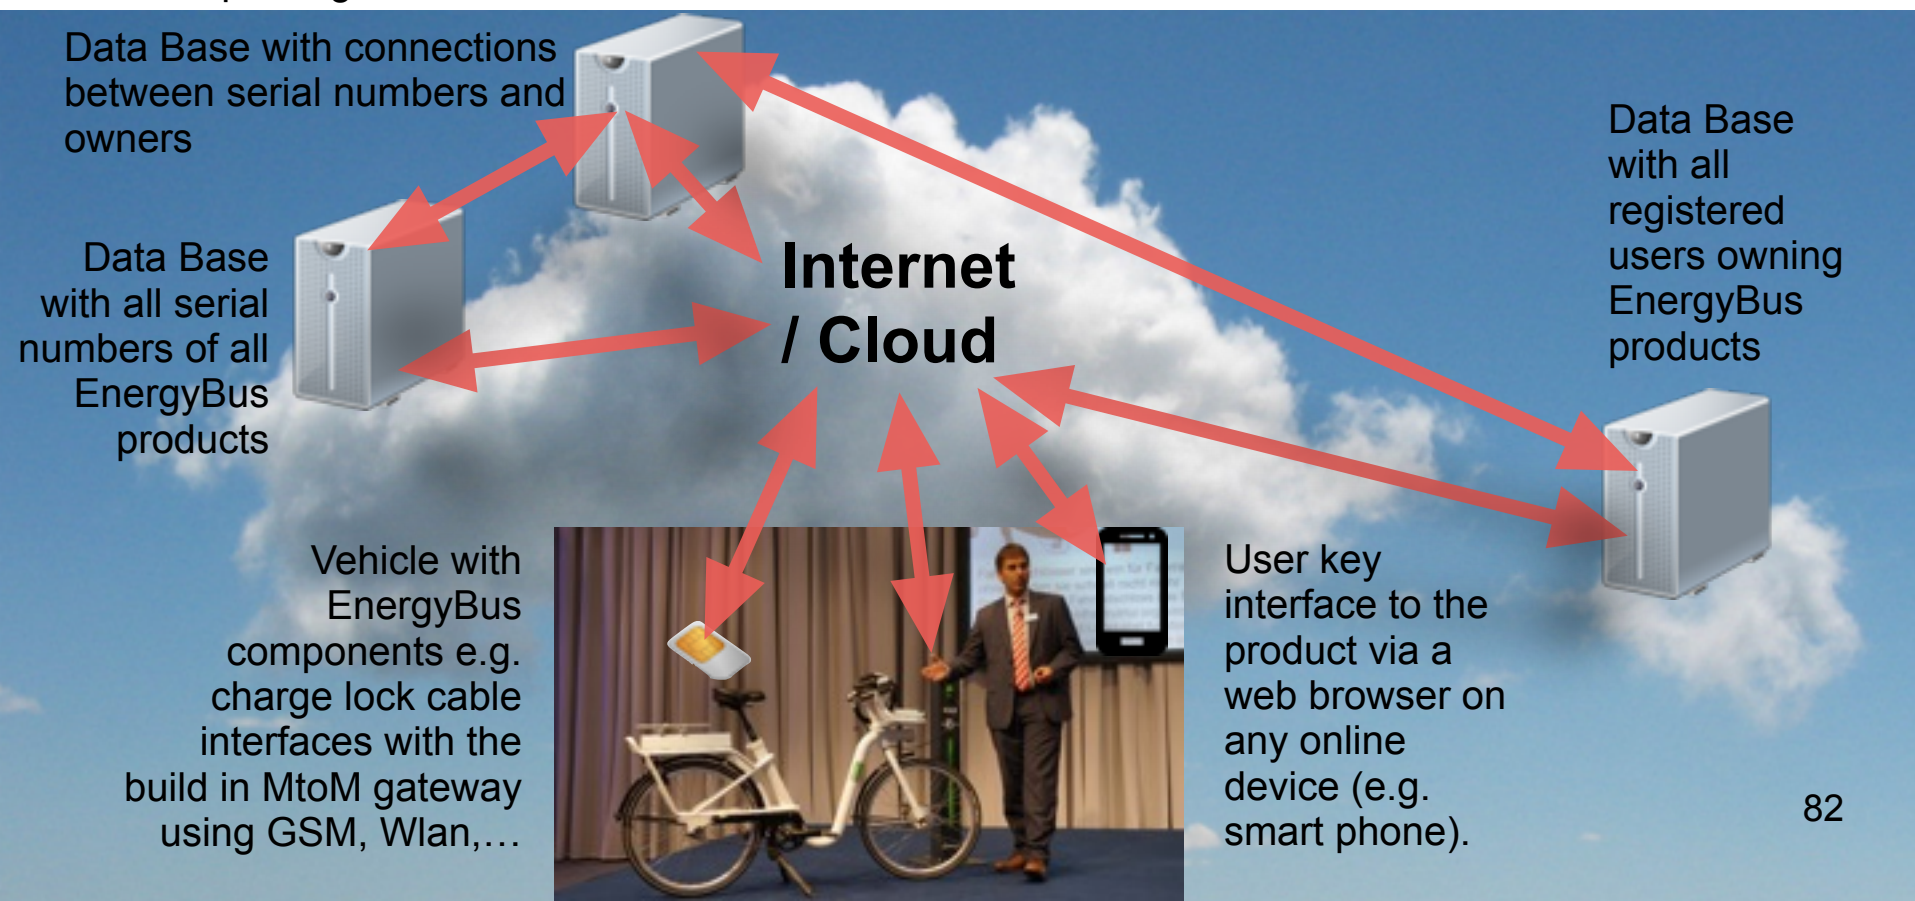 Data Base with connections
between serial numbers and
owners
Data Base
with all
registered
users owning
EnergyBus
products
Data Base
with all serial
numbers of all
EnergyBus
products
Internet
/ Cloud
Vehicle with
EnergyBus
components e.g.
charge lock cable
interfaces with the
build in MtoM gateway
using GSM, Wlan,…
User key
interface to the
product via a
web browser on
any online
device (e.g.
smart phone).
82